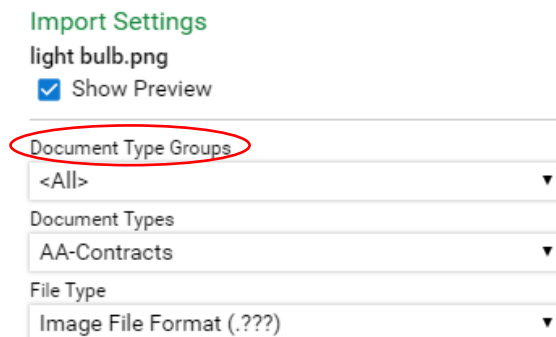 Import Settings
light bulb.png
Show Preview
Document Type Groups
<All>
Document Types
AA-Contracts
File Type
Image File Format (.???)